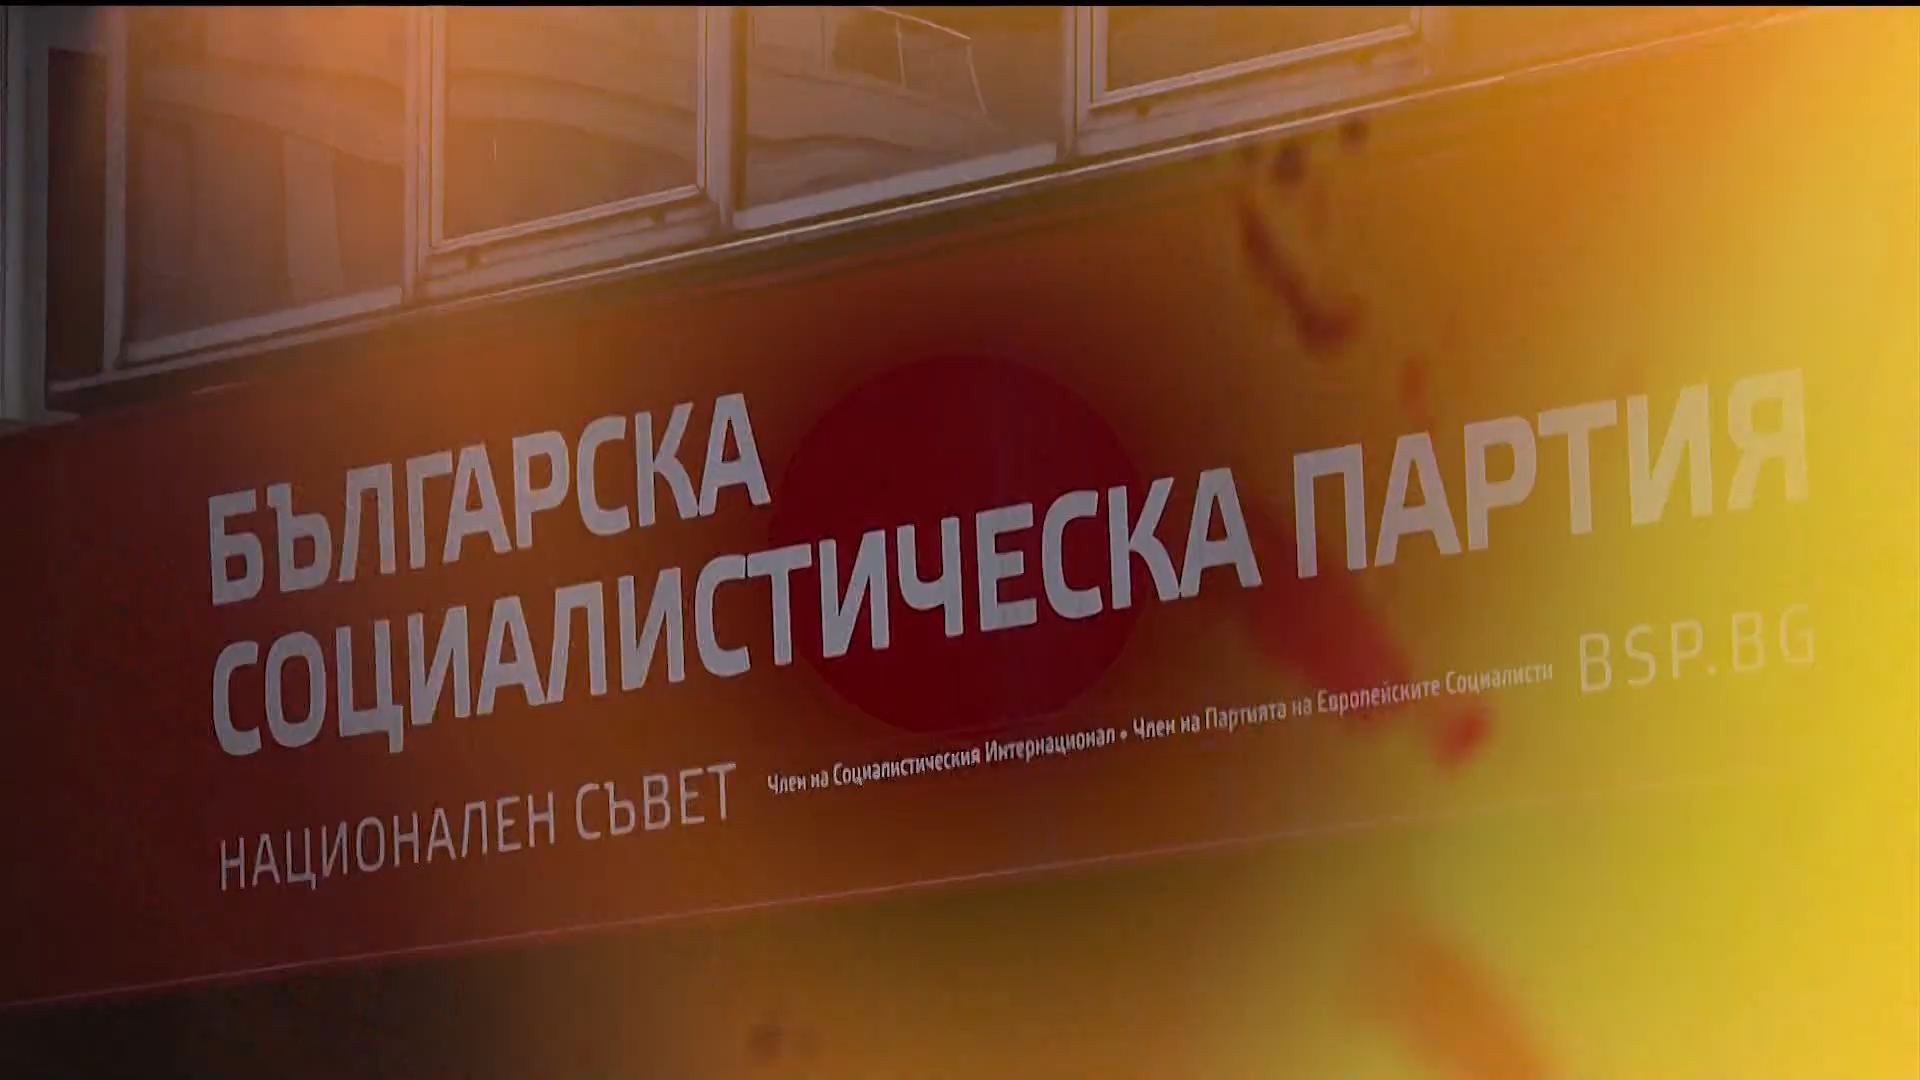 БЪЛГАРСКА
СОЦИАЛИСТИЧЕСКА ПАРТИЯ
НАЦИОНАЛЕН СЪВЕТ
Член на Социалистическия Интернационал • Член на Партията на Европейските Социалисти
BSP.BG